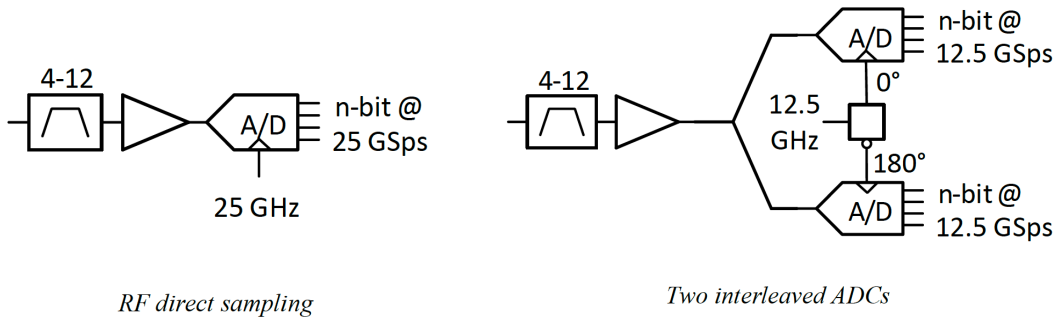 4-12
A/D
n-bit @
25 GSps
25 GHz
RF direct sampling
4-12
A/D
n-bit @
12.5 GSps
0°
12.5
GHz
180°
A/D
n-bit @
12.5 GSps
Two interleaved ADCs